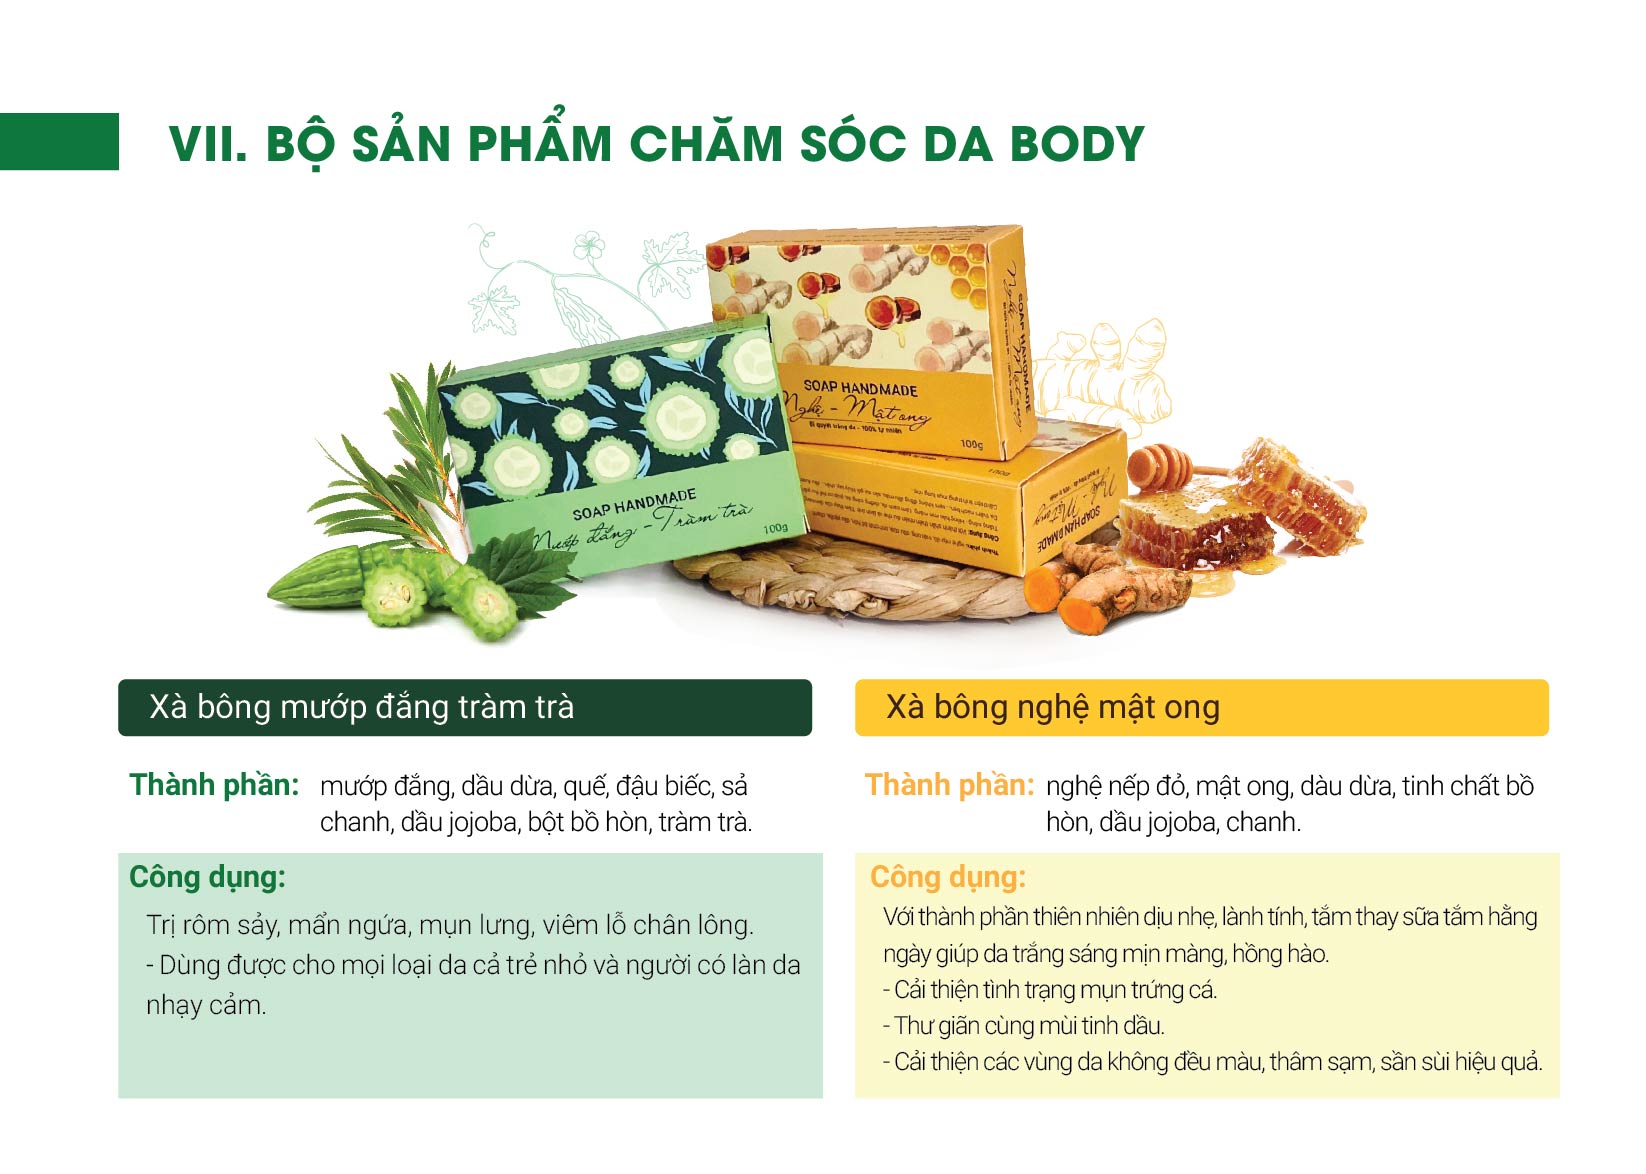 VII. BỘ SẢN PHẨM CHĂM SÓC DA BODY
SOAP HANDMADE
Nghệ - Mật ong
Bí quyết trắng da - 100% tự nhiên
100g
SOAP HANDMADE
Nghệ - Mật ong
SOAP HANDMADE
Mướp đắng - Tràm trà
100g
SOAP HANDMADE
Nghệ - Mật ong
Xà bông mướp đắng tràm trà
Thành phần: mướp đắng, dầu dừa, quế, đậu biếc, sả
chanh, dầu jojoba, bột bồ hòn, tràm trà.
Công dụng:
Trị rôm sảy, mẩn ngứa, mụn lưng, viêm lỗ chân lông.
- Dùng được cho mọi loại da cả trẻ nhỏ và người có làn da
nhạy cảm.
Xà bông nghệ mật ong
Thành phần: nghệ nếp đỏ, mật ong, dàu dừa, tinh chất bồ
hòn, dầu jojoba, chanh.
Công dụng:
Với thành phần thiên nhiên dịu nhẹ, lành tính, tắm thay sữa tắm hằng
ngày giúp da trắng sáng mịn màng, hồng hào.
- Cải thiện tình trạng mụn trứng cá.
- Thư giãn cùng mùi tinh dầu.
- Cải thiện các vùng da không đều màu, thâm sạm, sần sùi hiệu quả.